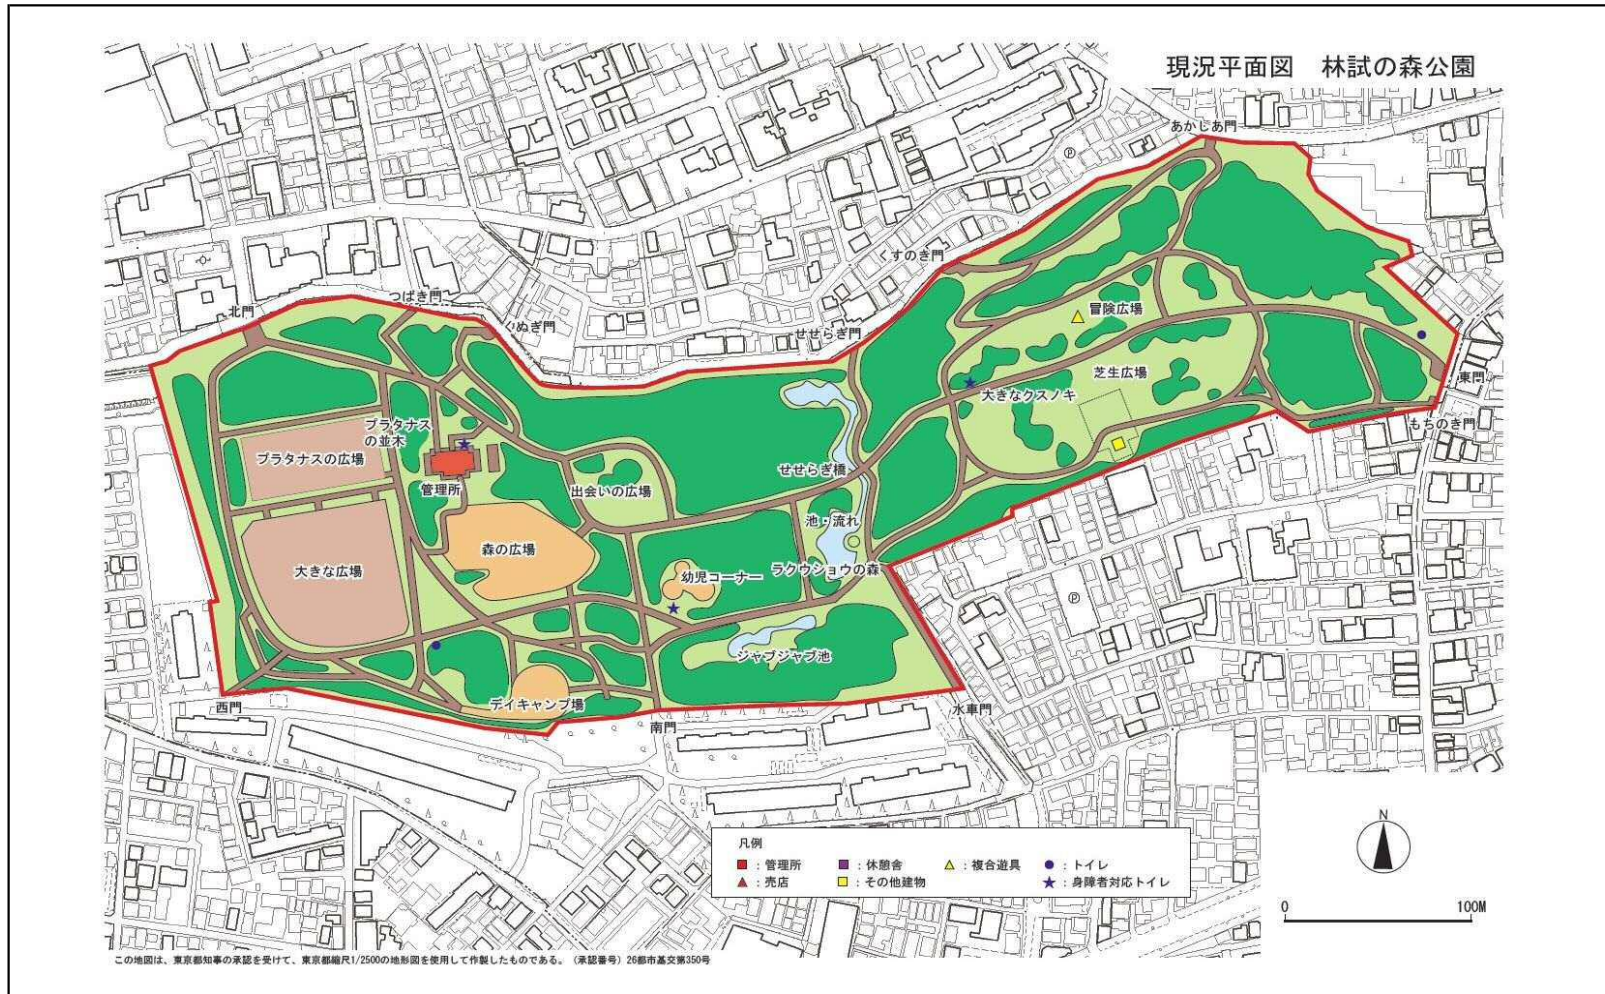 現況平面図 林試の森公園
あかしあ門
Ⓟ
くすのき門
つばき門
北門
くぬぎ門
せせらぎ門
冒険広場
芝生広場
大きなクスノキ
東門
もちのき門
プラタナス
の並木
プラタナスの広場
管理所
出会いの広場
せせらぎ橋
池・流れ
森の広場
大きな広場
幼児コーナー
ラクウショウの森
Ⓟ
ジャブジャブ池
デイキャンプ場
西門
南門
水車門
凡例
：管理所 ：休憩舎 ：複合遊具 ：トイレ
：売店 ：その他建物 ：身障者対応トイレ
N
0 100M
この地図は、東京都知事の承認を受けて、東京都縮尺1/2500の地形図を使用して作製したものである。（承認番号）26都市基交第350号